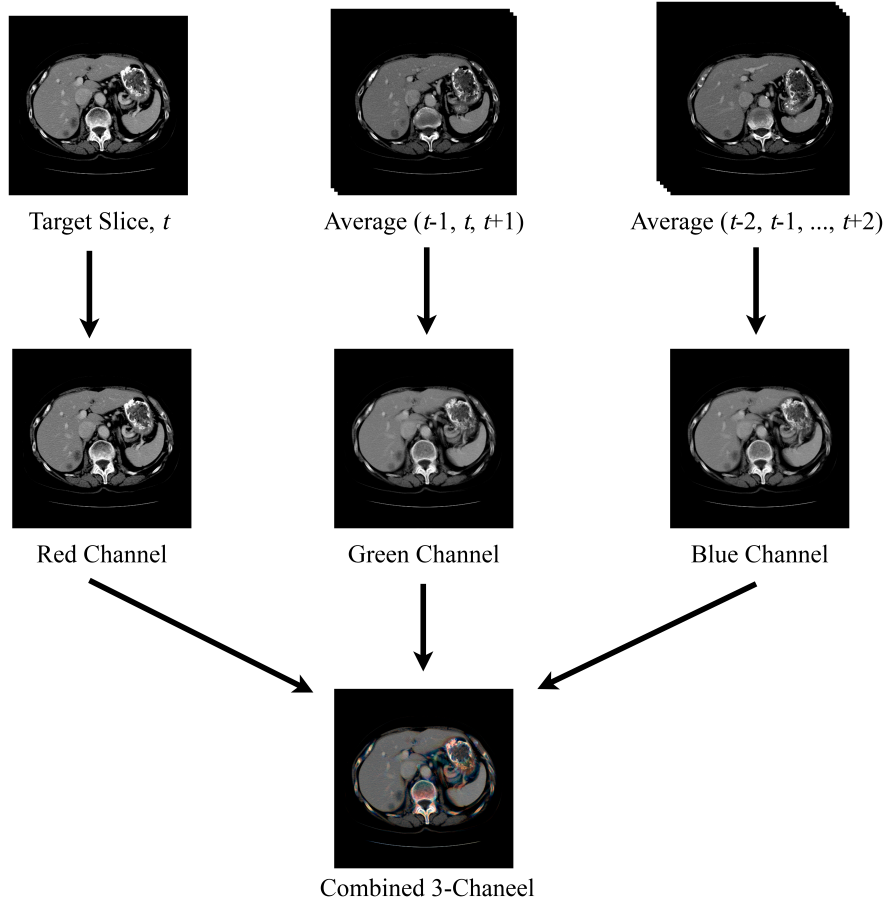 Target Slice, t
Average (t-1, t, t+1)
Average (t-2, t-1, ..., t+2)
Red Channel
Green Channel
Blue Channel
Combined 3-Chaneel